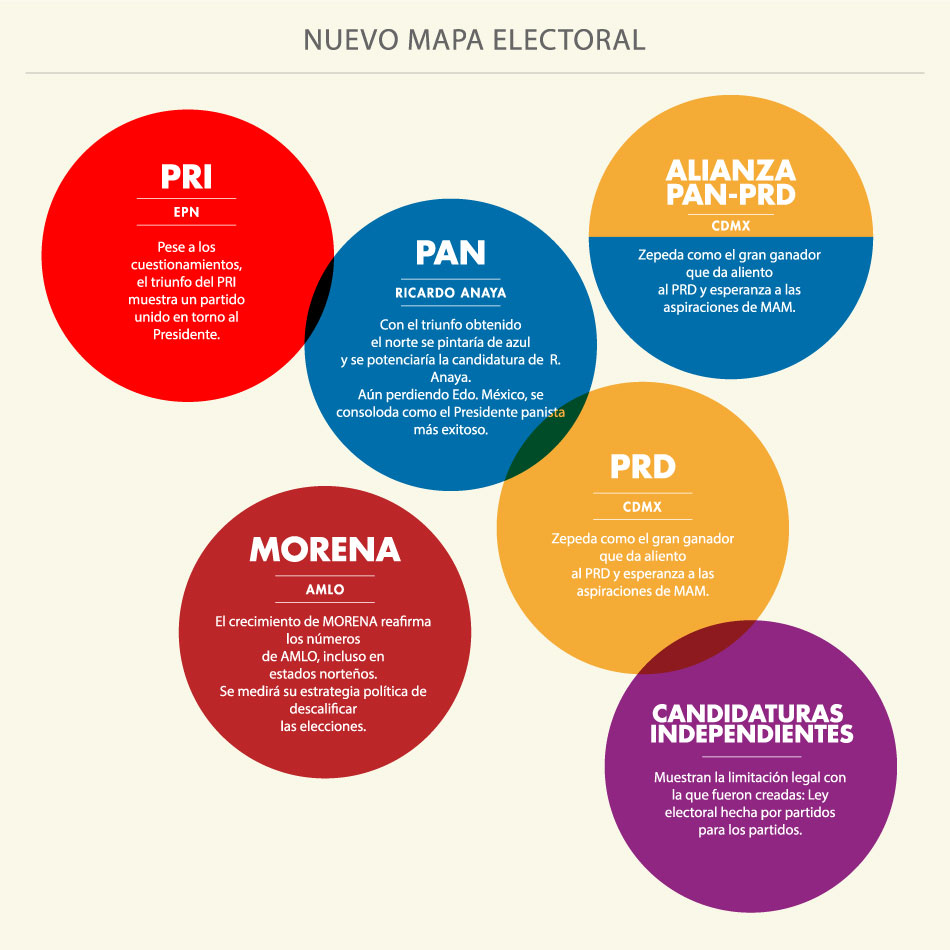 NUEVO MAPA ELECTORAL
PRI
EPN
Pese a los
cuestionamientos,
el triunfo del PRI
muestra un partido
unido en torno al
Presidente.
PAN
RICARDO ANAYA
Con el triunfo obtenido
el norte se pintaría de azul
y se potenciaría la candidatura de R.
Anaya.
Aún perdiendo Edo. México, se
consoloda como el Presidente panista
más exitoso.
ALIANZA
PAN-PRD
CDMX
Zepeda como el gran ganador
que da aliento
al PRD y esperanza a las
aspiraciones de MAM.
PRD
CDMX
Zepeda como el gran ganador
que da aliento
al PRD y esperanza a las
aspiraciones de MAM.
MORENA
AMLO
El crecimiento de MORENA reafirma
los números
de AMLO, incluso en
estados norteños.
Se medirá su estrategia política de
descalificar
las elecciones.
CANDIDATURAS
INDEPENDIENTES
Muestran la limitación legal con
la que fueron creadas: Ley
electoral hecha por partidos
para los partidos.